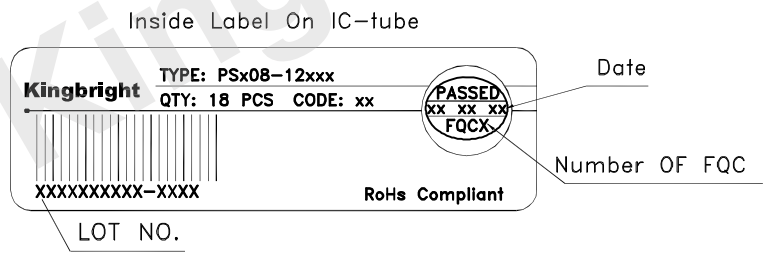 Inside Label On IC-tube
Kingbright
TYPE: PSx08-12xxx
QTY: 18 PCS CODE: xx
PASSED
xx xx xx
FQCX
Date
Number OF FQC
XXXXXXXXXX-XXXX
RoHs Compliant
LOT NO.